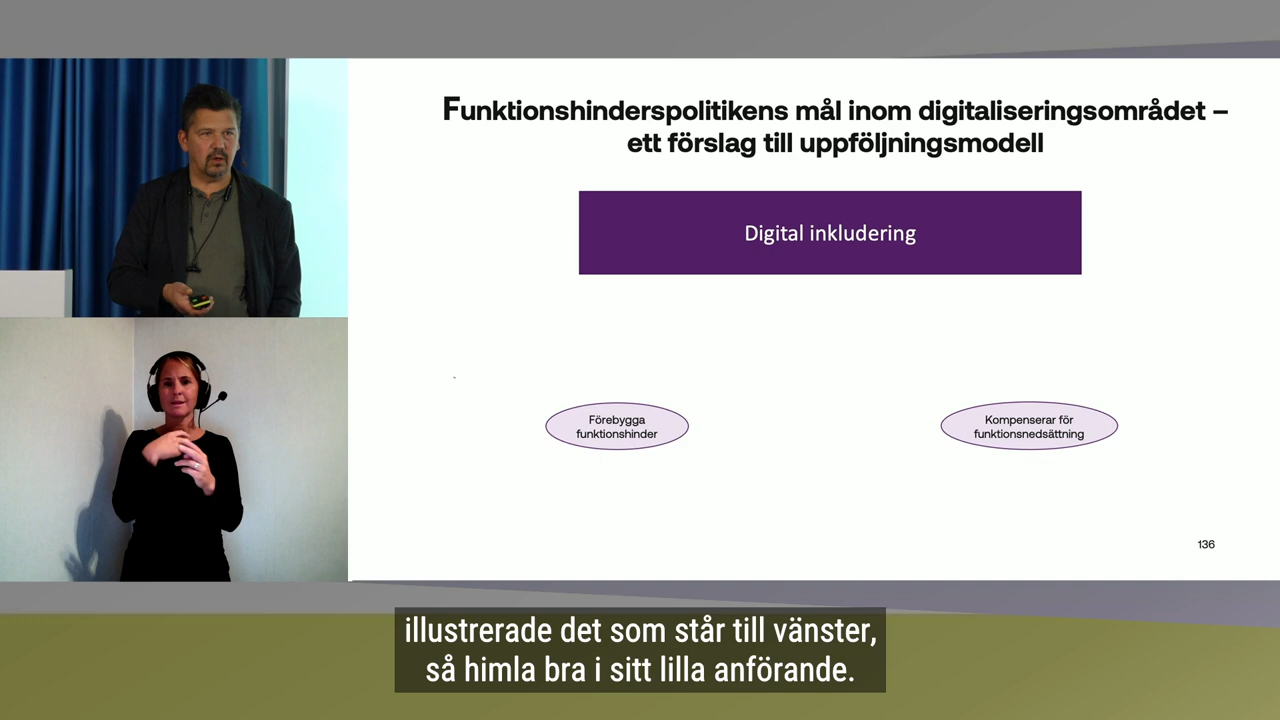 Funktionshinderspolitikens mål inom digitaliseringsområdet –
ett förslag till uppföljningsmodell
Digital inkludering
Förebygga
funktionshinder
Kompenserar för
funktionsnedsättning
136
illustrerade det som står till vänster,
så himla bra i sitt lilla anförande.